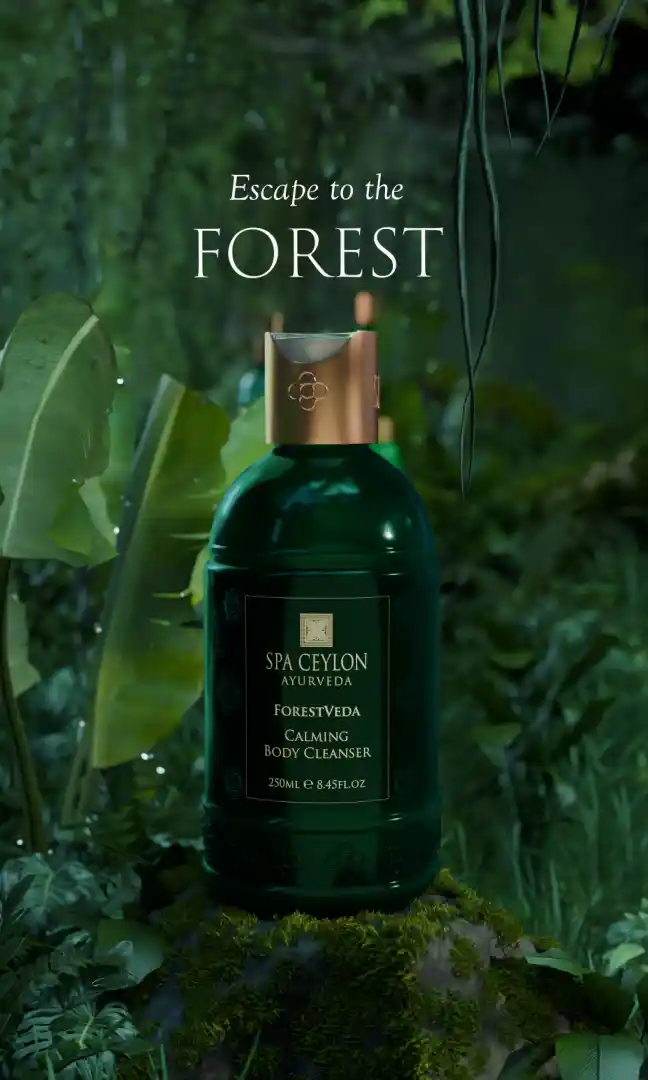 Escape to the
FOREST
SPA CEYLON
AYURVEDA
FORESTVEDA
CALMING
BODY CLEANSER
250ML ℮ 8.45FL.OZ